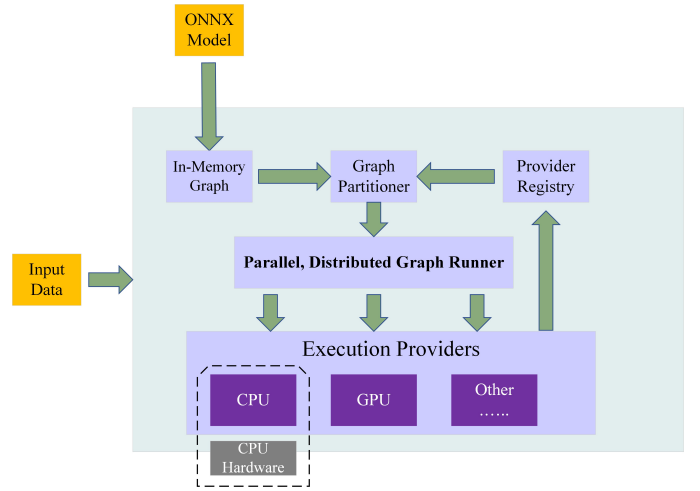 ONNX
Model
In-Memory
Graph
Graph
Partitioner
Provider
Registry
Input
Data
Parallel, Distributed Graph Runner
Execution Providers
CPU
GPU
Other
......
CPU
Hardware